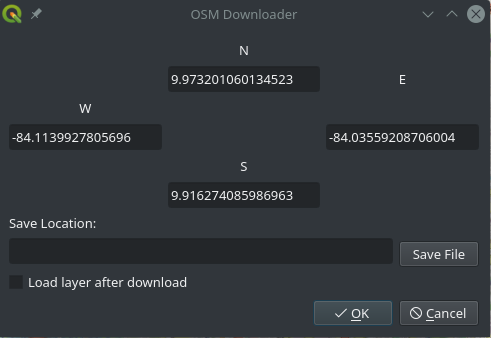 OSM Downloader
N
9.973201060134523
E
W
-84.1139927805696
-84.03559208706004
S
9.916274085986963
Save Location:
Save File
Load layer after download
OK
Cancel